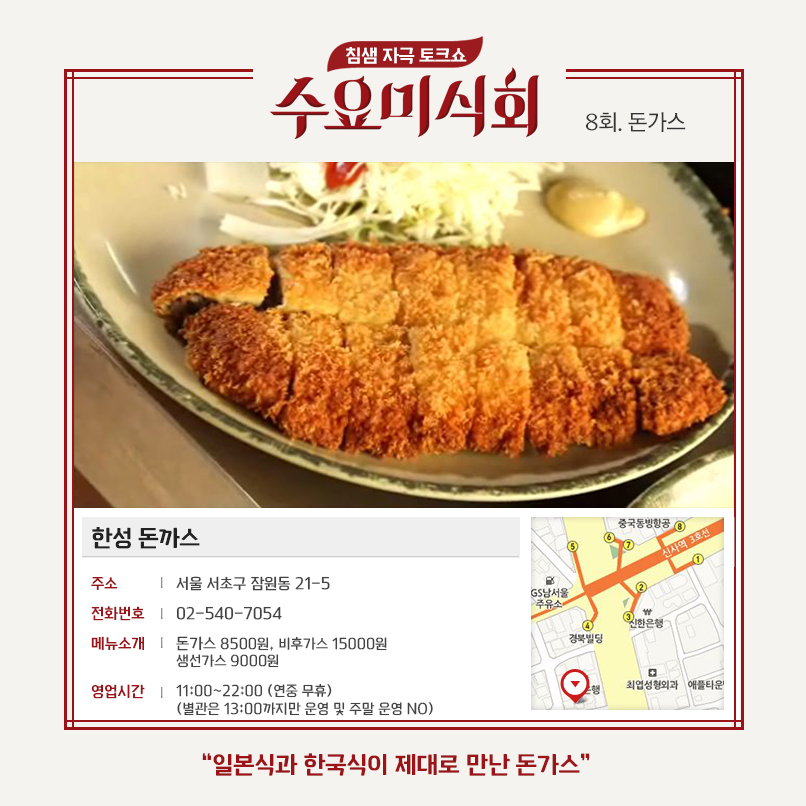 침샘 자극 토크쇼
수요미식회
8회. 돈가스
한성 돈까스
주소 | 서울 서초구 잠원동 21-5
전화번호 | 02-540-7054
메뉴소개 | 돈가스 8500원, 비후가스 15000원
생선가스 9000원
영업시간 | 11:00~22:00 (연중 무휴)
(별관은 13:00까지만 운영 및 주말 운영 NO)
중국동방항공
8
신사역 3호선
6
7
5
1
GS남서울
주유소
2
3
신한은행
4
경북빌딩
최엽성형외과
애플타운
은행
“일본식과 한국식이 제대로 만난 돈가스”